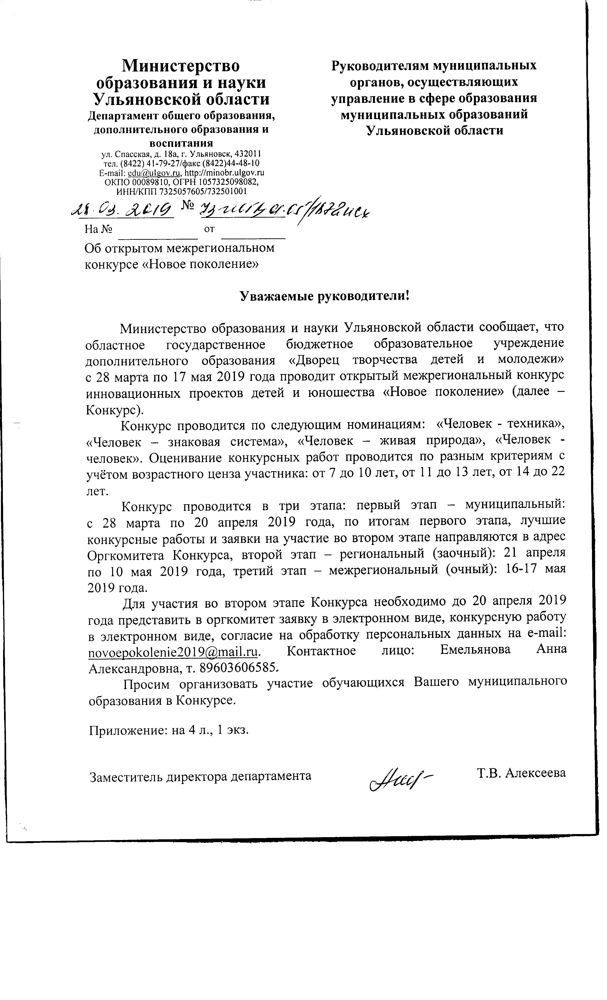 Министерство
образования и науки
Ульяновской области
Департамент общего образования,
дополнительного образования и
воспитания
ул. Спасская, д. 18а, г. Ульяновск, 432011
тел. (8422) 41-79-27/факс (8422)44-48-10
E-mail: edu@ulgov.ru, http://minobr.ulgov.ru
ОКПО 00089810, ОГРН 1057325098082,
ИНН/КПП 7325057605/732501001
28.03.2019 №
На № от
Об открытом межрегиональном
конкурсе «Новое поколение»
Руководителям муниципальных
органов, осуществляющих
управление в сфере образования
муниципальных образований
Ульяновской области
Уважаемые руководители!
Министерство образования и науки Ульяновской области сообщает, что
областное государственное бюджетное образовательное учреждение
дополнительного образования «Дворец творчества детей и молодежи»
с 28 марта по 17 мая 2019 года проводит открытый межрегиональный конкурс
инновационных проектов детей и юношества «Новое поколение» (далее –
Конкурс).
Конкурс проводится по следующим номинациям: «Человек - техника»,
«Человек – знаковая система», «Человек – живая природа», «Человек -
человек». Оценивание конкурсных работ проводится по разным критериям с
учётом возрастного ценза участника: от 7 до 10 лет, от 11 до 13 лет, от 14 до 22
лет.
Конкурс проводится в три этапа: первый этап – муниципальный:
с 28 марта по 20 апреля 2019 года, по итогам первого этапа, лучшие
конкурсные работы и заявки на участие во втором этапе направляются в адрес
Оргкомитета Конкурса, второй этап – региональный (заочный): 21 апреля
по 10 мая 2019 года, третий этап – межрегиональный (очный): 16-17 мая
2019 года.
Для участия во втором этапе Конкурса необходимо до 20 апреля 2019
года представить в оргкомитет заявку в электронном виде, конкурсную работу
в электронном виде, согласие на обработку персональных данных на e-mail:
novoepokolenie2019@mail.ru. Контактное лицо: Емельянова Анна
Александровна, т. 89603606585.
Просим организовать участие обучающихся Вашего муниципального
образования в Конкурсе.
Приложение: на 4 л., 1 экз.
Заместитель директора департамента Т.В. Алексеева